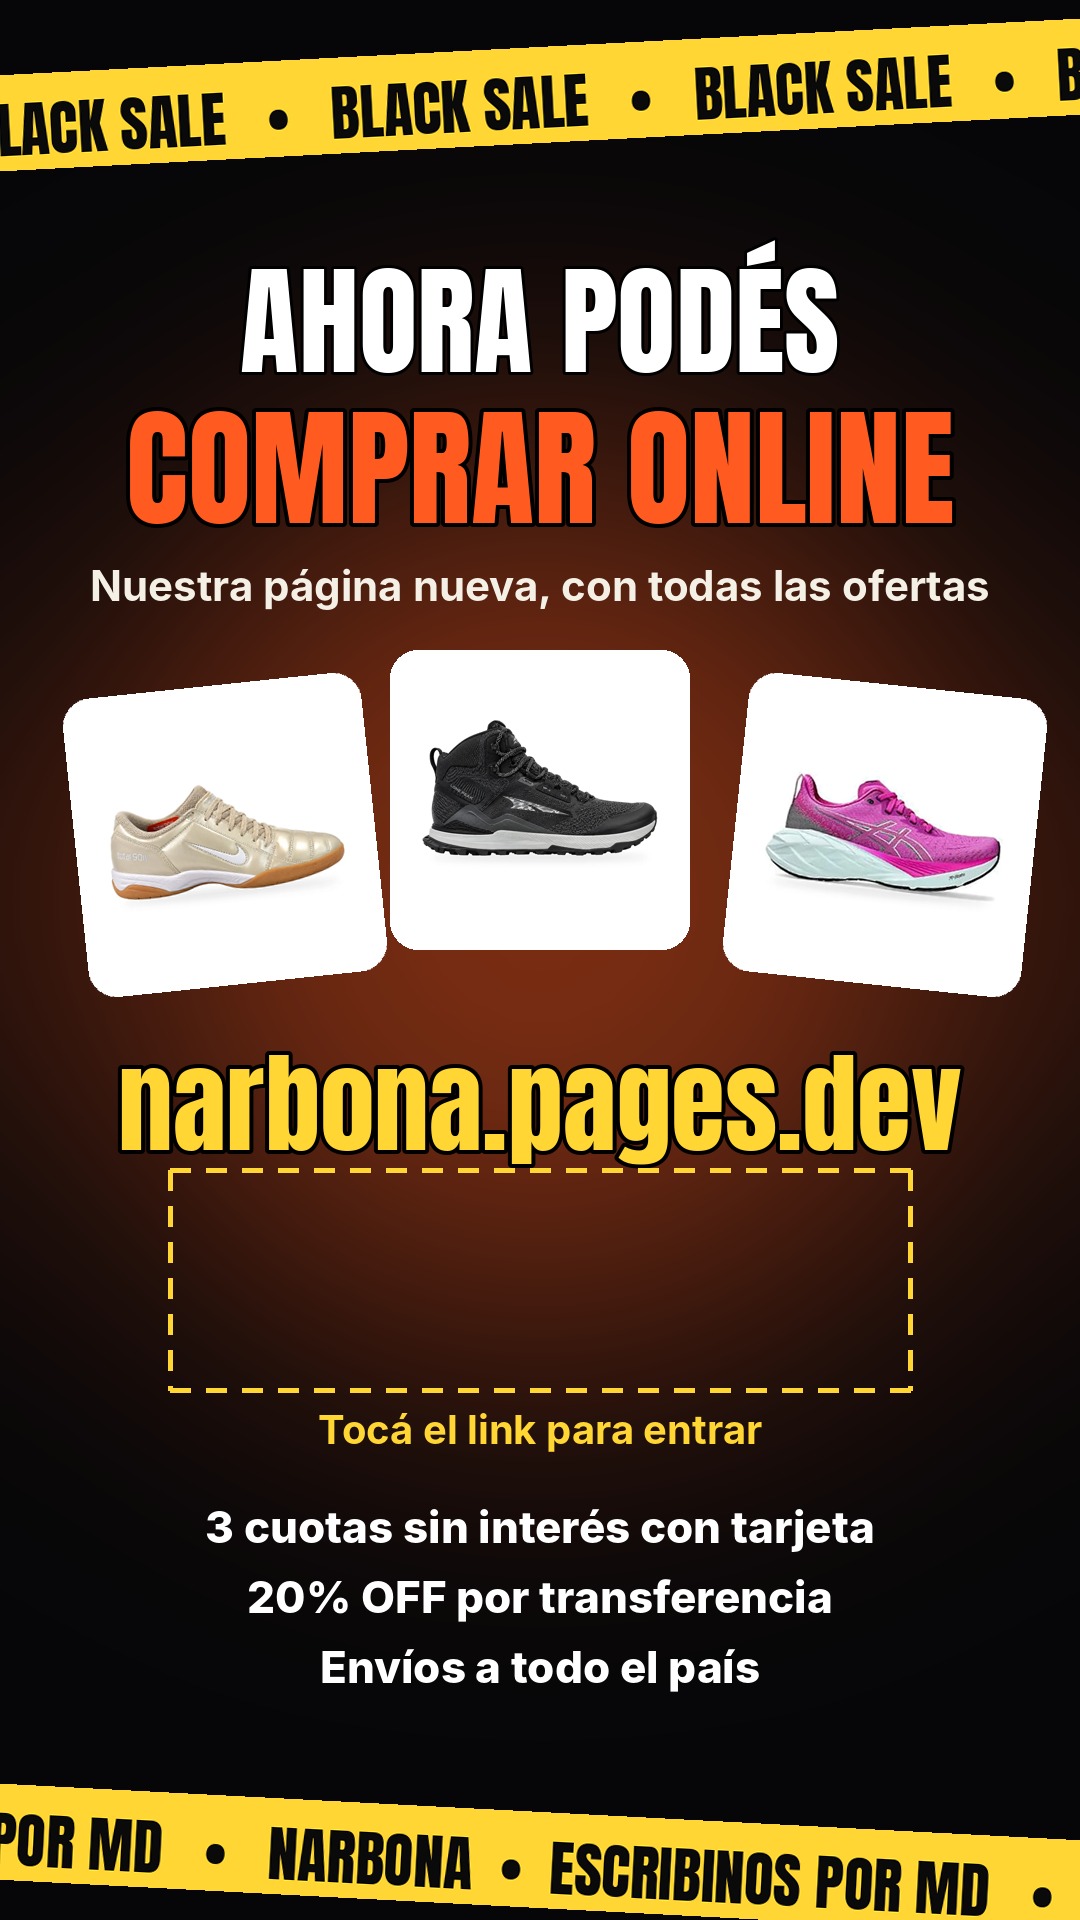 LACK SALE • BLACK SALE • BLACK SALE • B
AHORA PODÉS
COMPRAR ONLINE
Nuestra página nueva, con todas las ofertas
narbona.pages.dev
Tocá el link para entrar
3 cuotas sin interés con tarjeta
20% OFF por transferencia
Envíos a todo el país
POR MD • NARBONA • ESCRIBINOS POR MD •